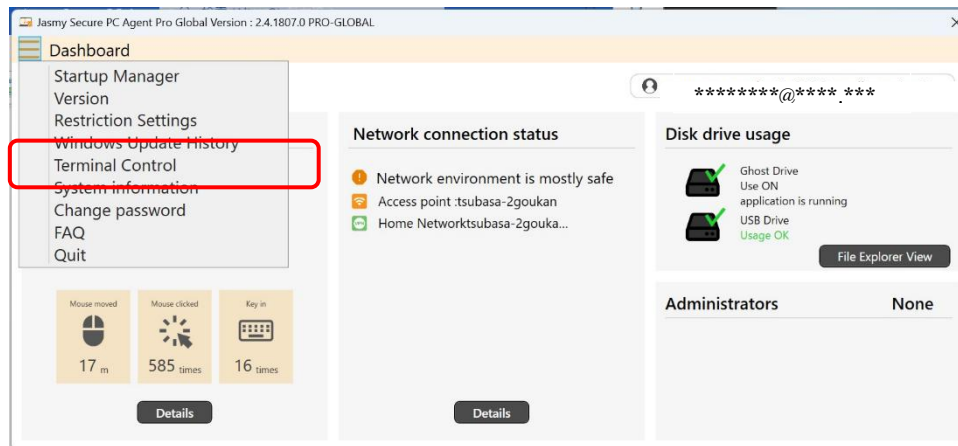 Jasmy Secure PC Agent Pro Global Version : 2.4.1807.0 PRO-GLOBAL
Dashboard
Startup Manager
Version
Restriction Settings
Windows Update History
Terminal Control
System information
Change password
FAQ
Quit
********@****.***
Mouse moved
17 m
Mouse clicked
585 times
Key in
16 times
Details
Network connection status
Network environment is mostly safe
Access point :tsubasa-2goukan
Home Networktsubasa-2gouka...
Details
Disk drive usage
Ghost Drive
Use ON
application is running
USB Drive
Usage OK
File Explorer View
Administrators None